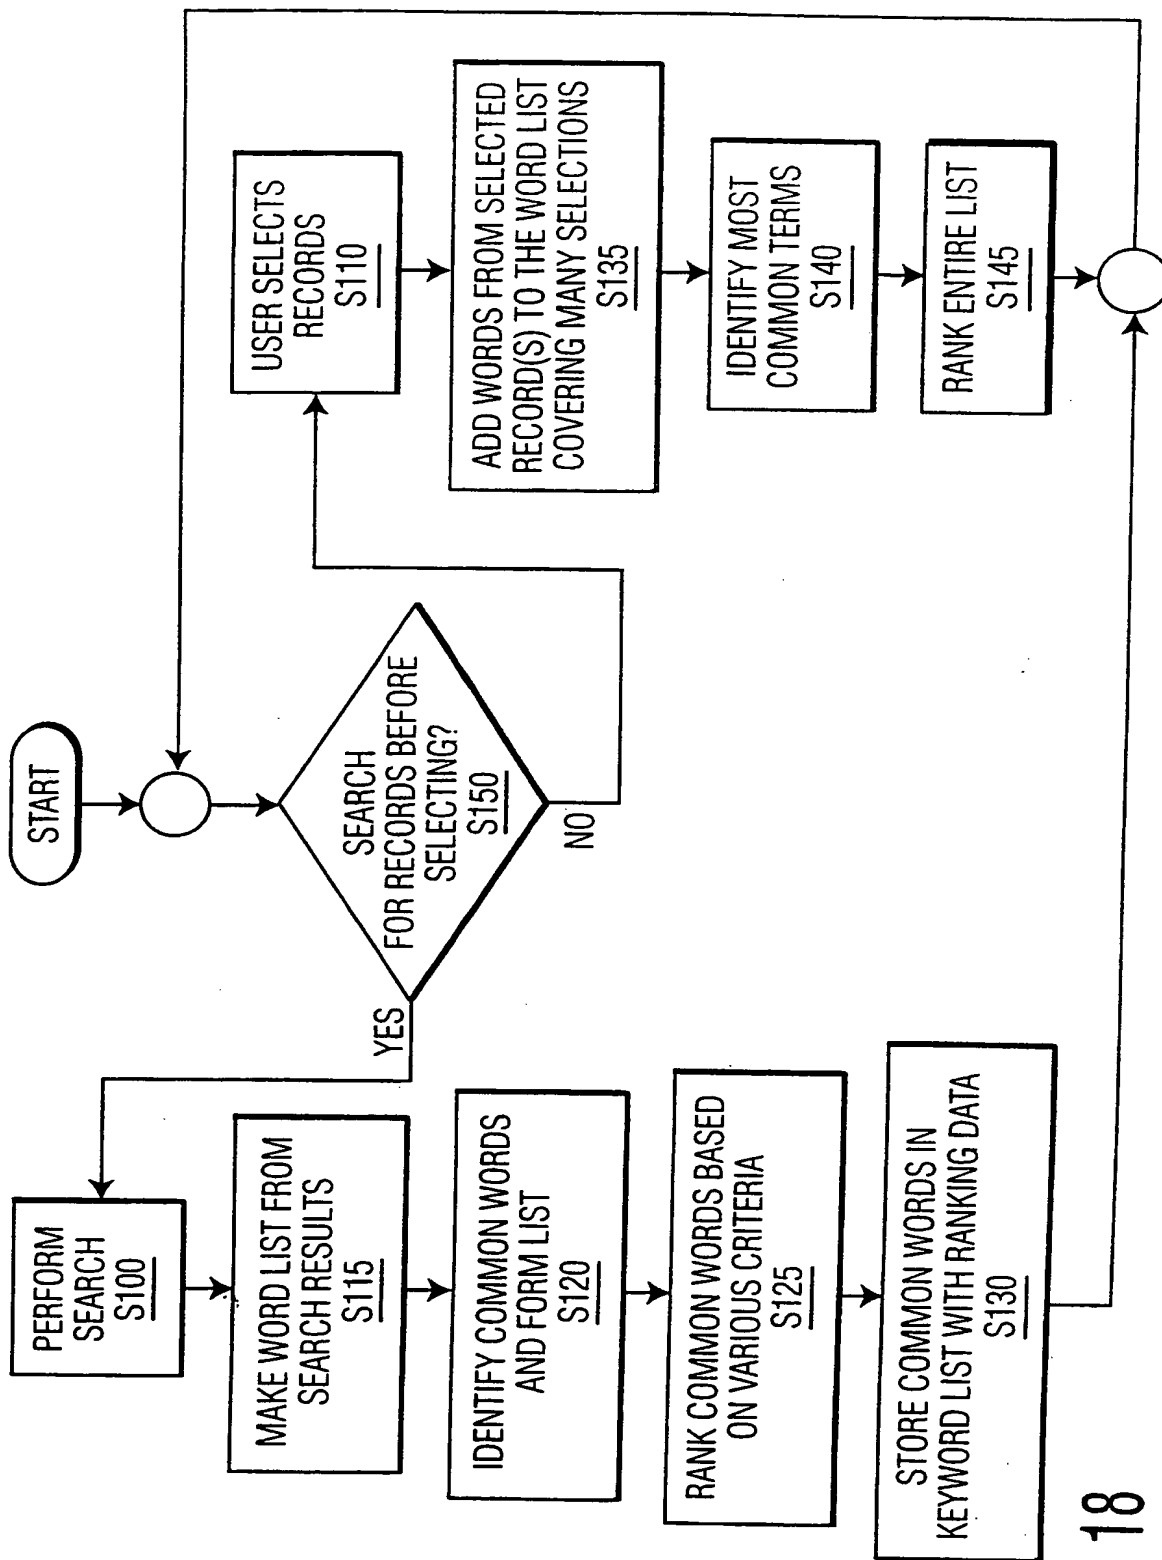 START
SEARCH
FOR RECORDS BEFORE
SELECTING?
S150
YES
NO
PERFORM
SEARCH
S100
MAKE WORD LIST FROM
SEARCH RESULTS
S115
IDENTIFY COMMON WORDS
AND FORM LIST
S120
RANK COMMON WORDS BASED
ON VARIOUS CRITERIA
S125
STORE COMMON WORDS IN
KEYWORD LIST WITH RANKING DATA
S130
USER SELECTS
RECORDS
S110
ADD WORDS FROM SELECTED
RECORD(S) TO THE WORD LIST
COVERING MANY SELECTIONS
S135
IDENTIFY MOST
COMMON TERMS
S140
RANK ENTIRE LIST
S145
18